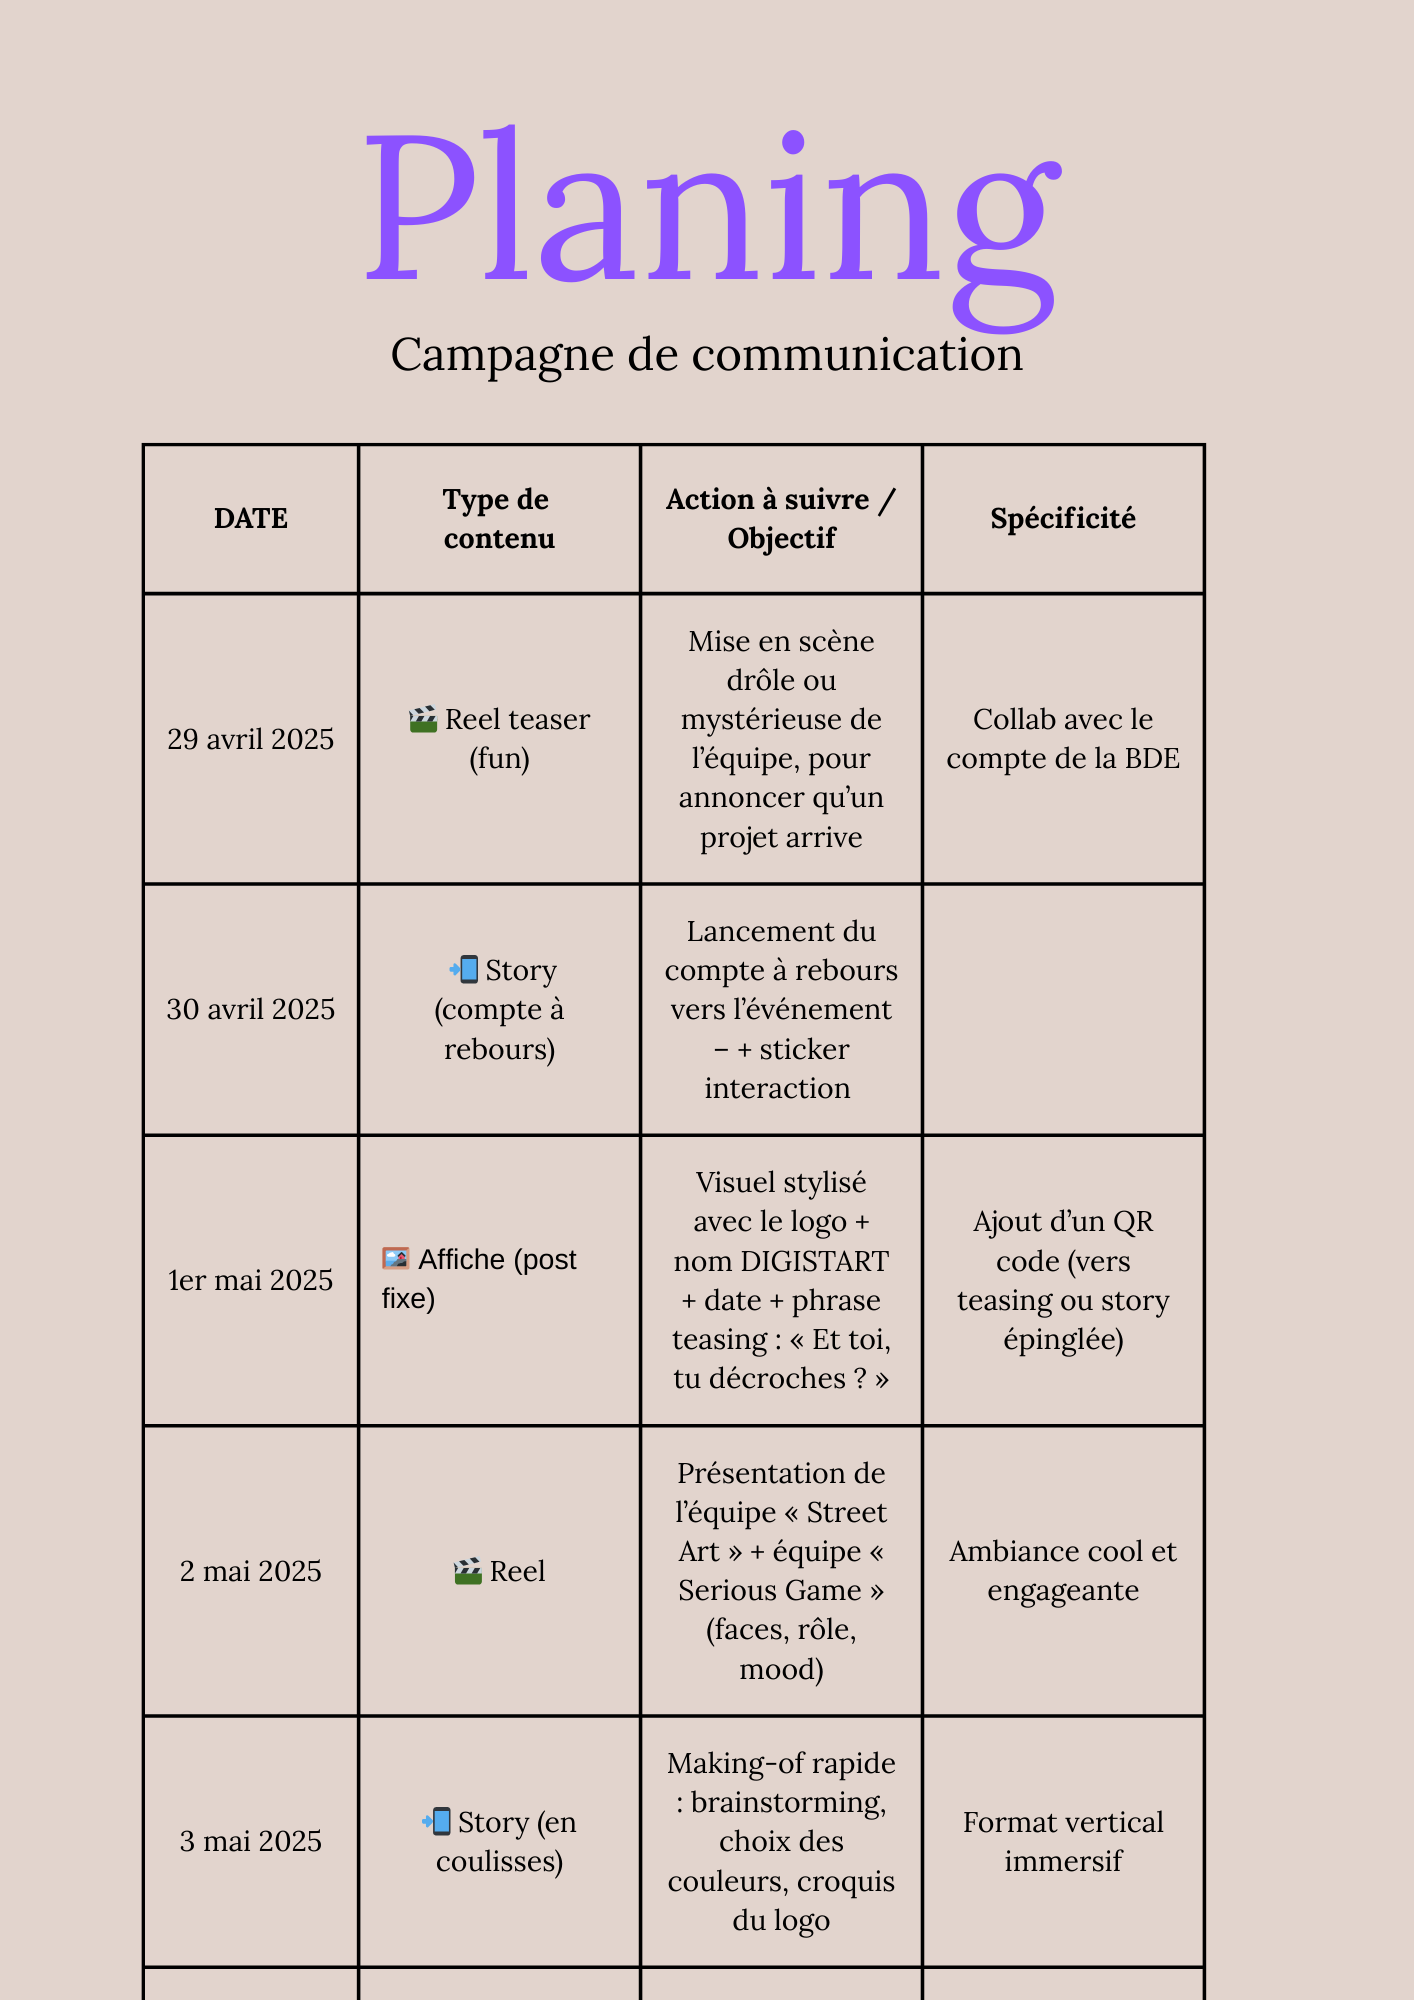 Planing
Campagne de communication
DATE
Type de
contenu
Action à suivre /
Objectif
Spécificité
29 avril 2025
🎬 Reel teaser
(fun)
Mise en scène
drôle ou
mystérieuse de
l’équipe, pour
annoncer qu’un
projet arrive
Collab avec le
compte de la BDE
30 avril 2025
📲 Story
(compte à
rebours)
Lancement du
compte à rebours
vers l’événement
– + sticker
interaction
1er mai 2025
🖼️ Affiche (post
fixe)
Visuel stylisé
avec le logo +
nom DIGISTART
+ date + phrase
teasing : « Et toi,
tu décroches ? »
Ajout d’un QR
code (vers
teasing ou story
épinglée)
2 mai 2025
🎬 Reel
Présentation de
l’équipe « Street
Art » + équipe «
Serious Game »
(faces, rôle,
mood)
Ambiance cool et
engageante
3 mai 2025
📲 Story (en
coulisses)
Making-of rapide
: brainstorming,
choix des
couleurs, croquis
du logo
Format vertical
immersif